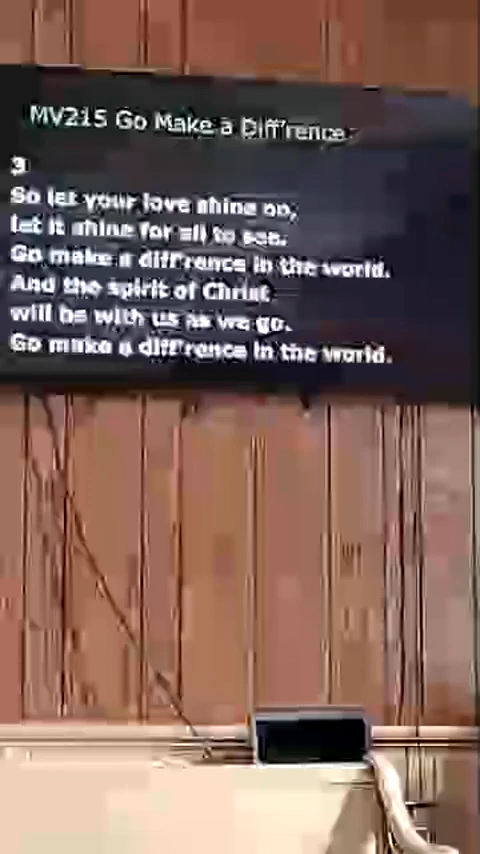 MV215 Go Make a Diff'rence
3
So let your love shine on,
let it shine for all to see.
Go make a diff'rence in the world.
And the spirit of Christ
will be with us as we go.
Go make a diff'rence in the world.